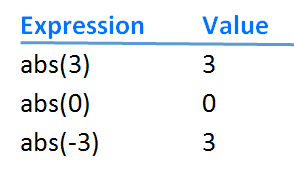 Expression Value
abs(3) 3
abs(0) 0
abs(-3) 3